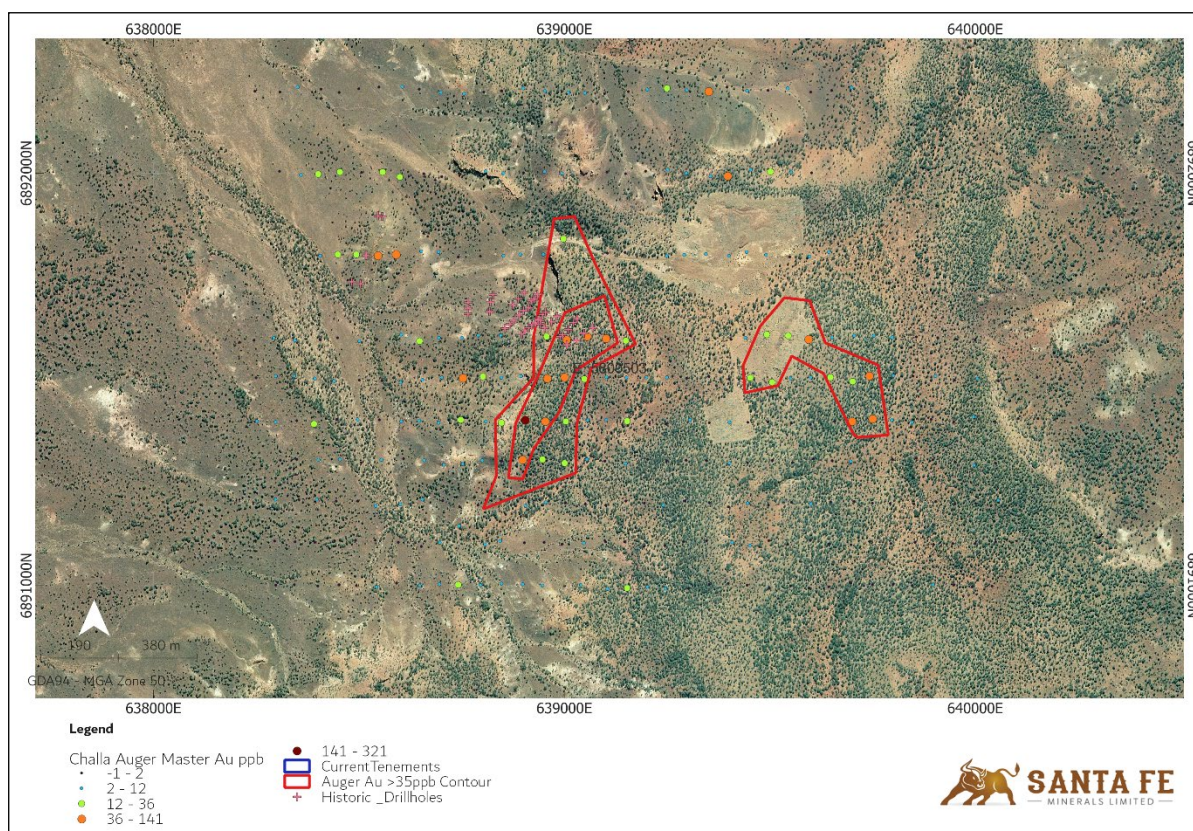 638000E
639000E
640000E
6892000N
6892000N
6891000N
6891000N
190
380 m
GDA94 - MGA Zone 50
638000E
639000E
640000E
Legend
Challa Auger Master Au ppb
-1 - 2
2 - 12
12 - 36
36 - 141
141 - 321
CurrentTenements
Auger Au >35ppb Contour
Historic _Drillholes
SANTA FE
MINERALS LIMITED